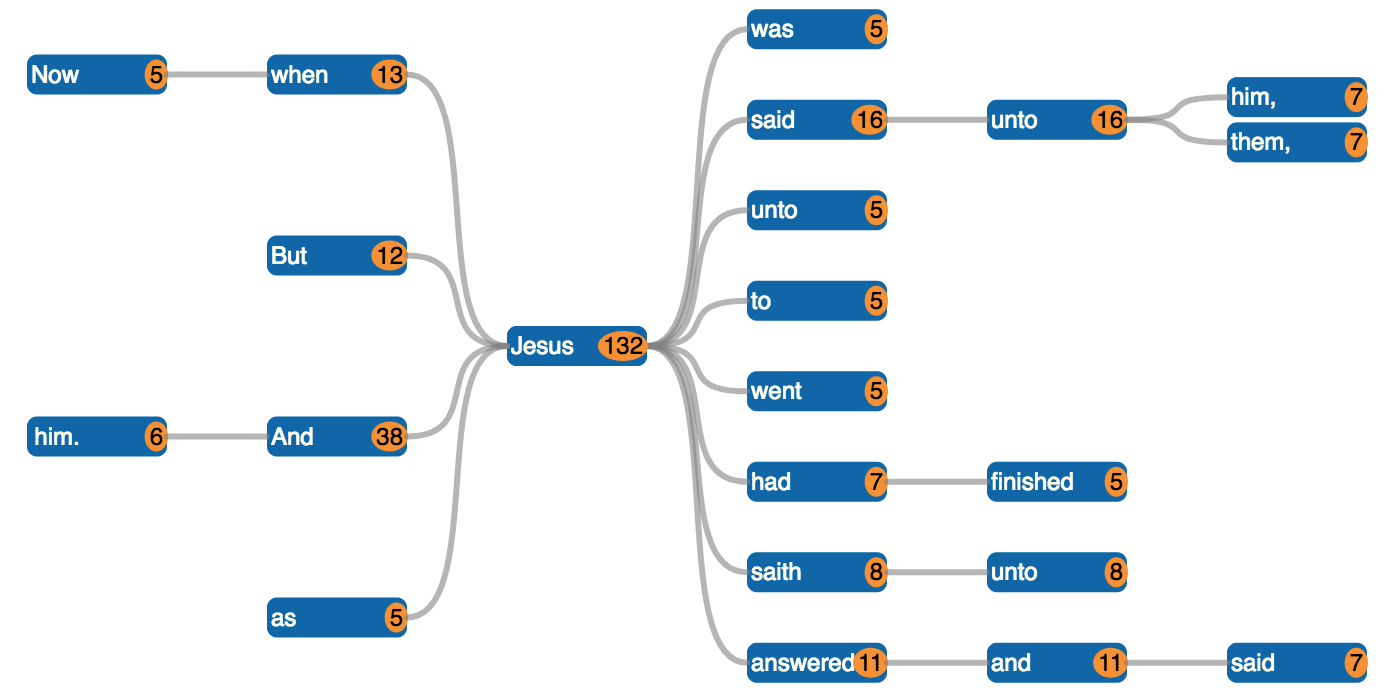 was 5
Now 5 when 13
him, 7
said 16 unto 16
them, 7
unto 5
But 12
to 5
Jesus 132
went 5
him. 6 And 38
had 7 finished 5
saith 8 unto 8
as 5
answered 11 and 11 said 7